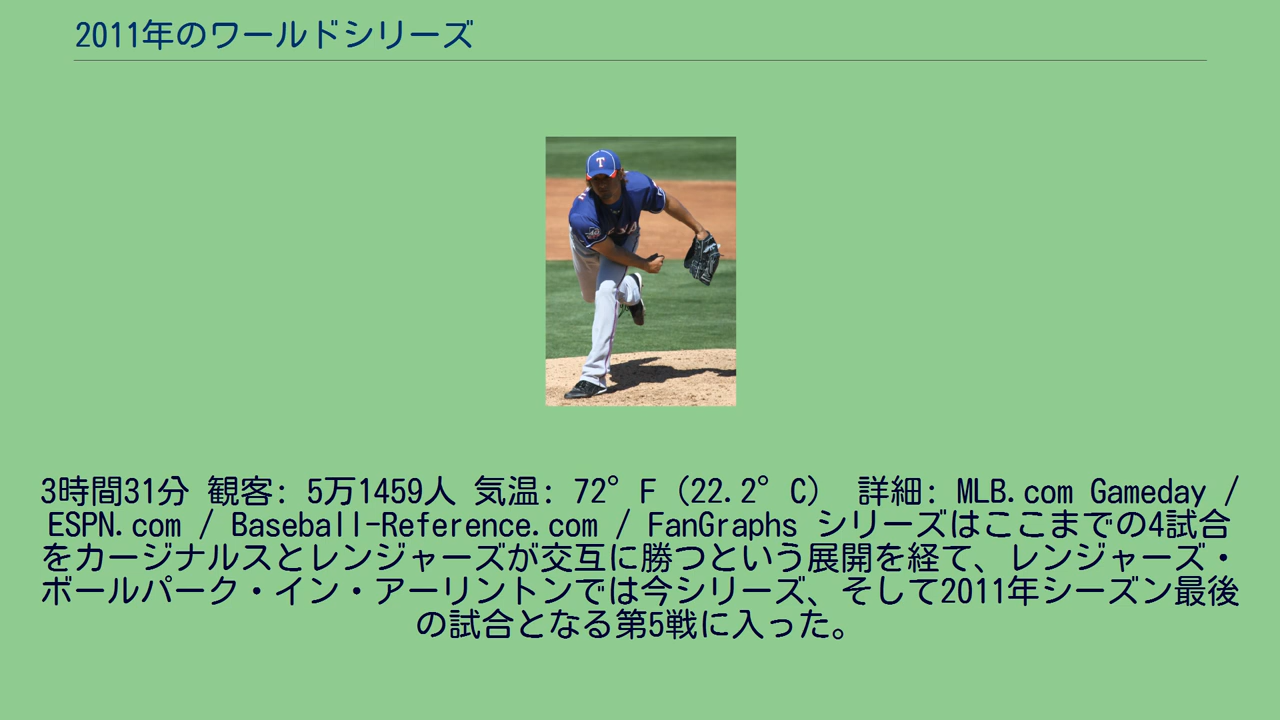 2011年のワールドシリーズ
T
3時間31分 観客: 5万1459人 気温: 72°F（22.2°C） 詳細: MLB.com Gameday /
ESPN.com / Baseball-Reference.com / FanGraphs シリーズはここまでの4試合
をカージナルスとレンジャーズが交互に勝つという展開を経て、レンジャーズ・
ボールパーク・イン・アーリントンでは今シリーズ、そして2011年シーズン最後
の試合となる第5戦に入った。